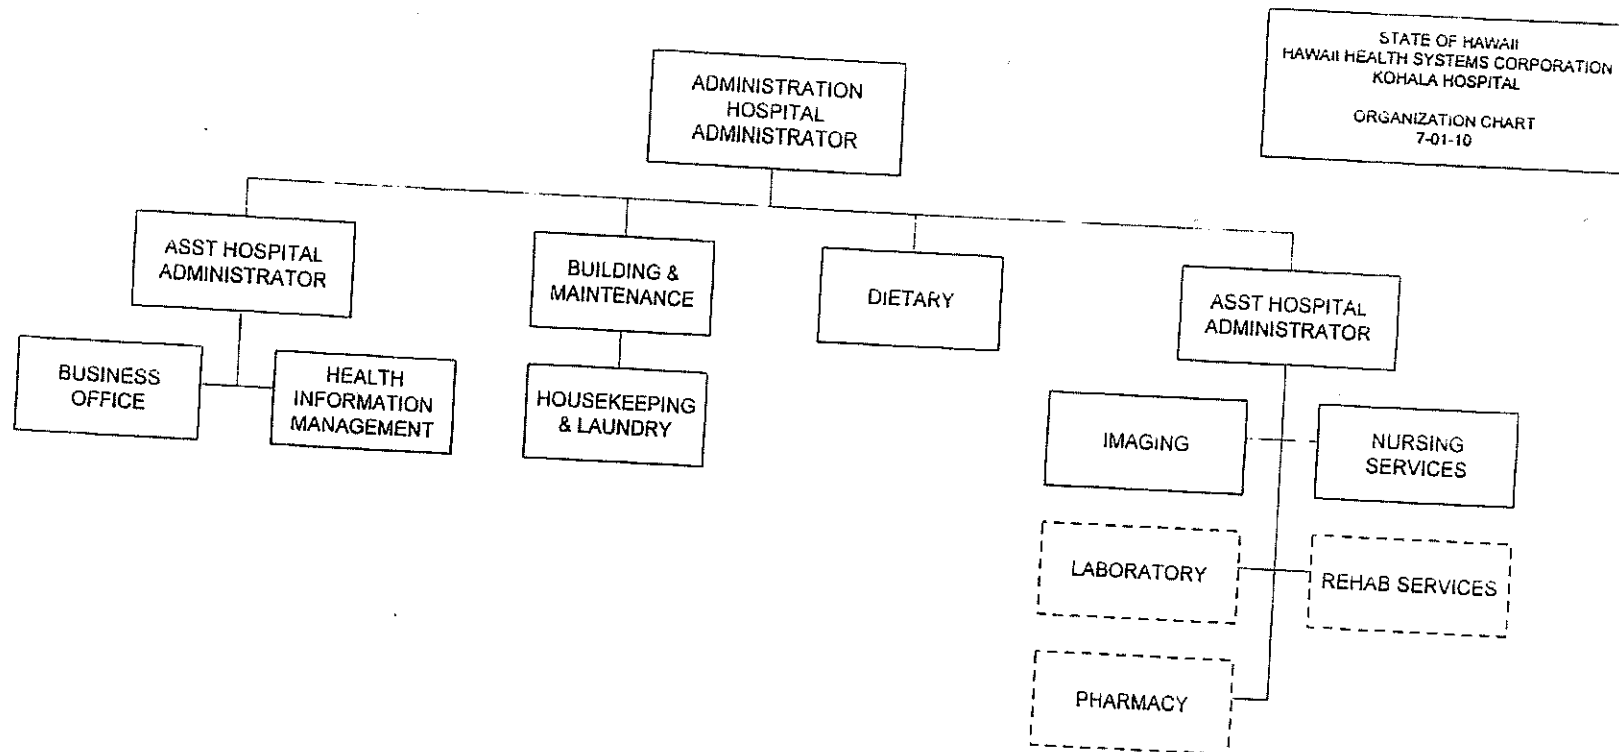 STATE OF HAWAII
HAWAII HEALTH SYSTEMS CORPORATION
KOHALA HOSPITAL
ORGANIZATION CHART
7-01-10
ADMINISTRATION
HOSPITAL
ADMINISTRATOR
ASST HOSPITAL
ADMINISTRATOR
BUILDING &
MAINTENANCE
DIETARY
ASST HOSPITAL
ADMINISTRATOR
BUSINESS
OFFICE
HEALTH
INFORMATION
MANAGEMENT
HOUSEKEEPING
& LAUNDRY
IMAGING
NURSING
SERVICES
LABORATORY
REHAB SERVICES
PHARMACY